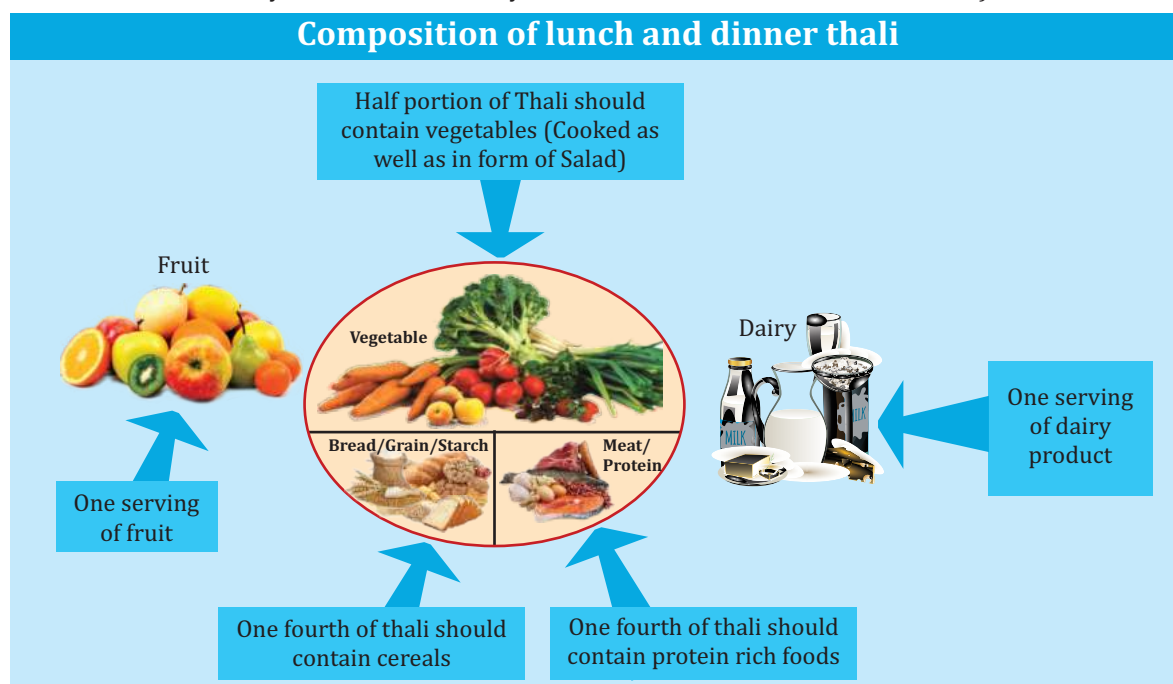 Composition of lunch and dinner thali
Half portion of Thali should
contain vegetables (Cooked as
well as in form of Salad)
Fruit
Vegetable
Dairy
One serving
of dairy
product
MILK
MILK
Bread/Grain/Starch
Meat/
Protein
One serving
of fruit
One fourth of thali should
contain cereals
One fourth of thali should
contain protein rich foods